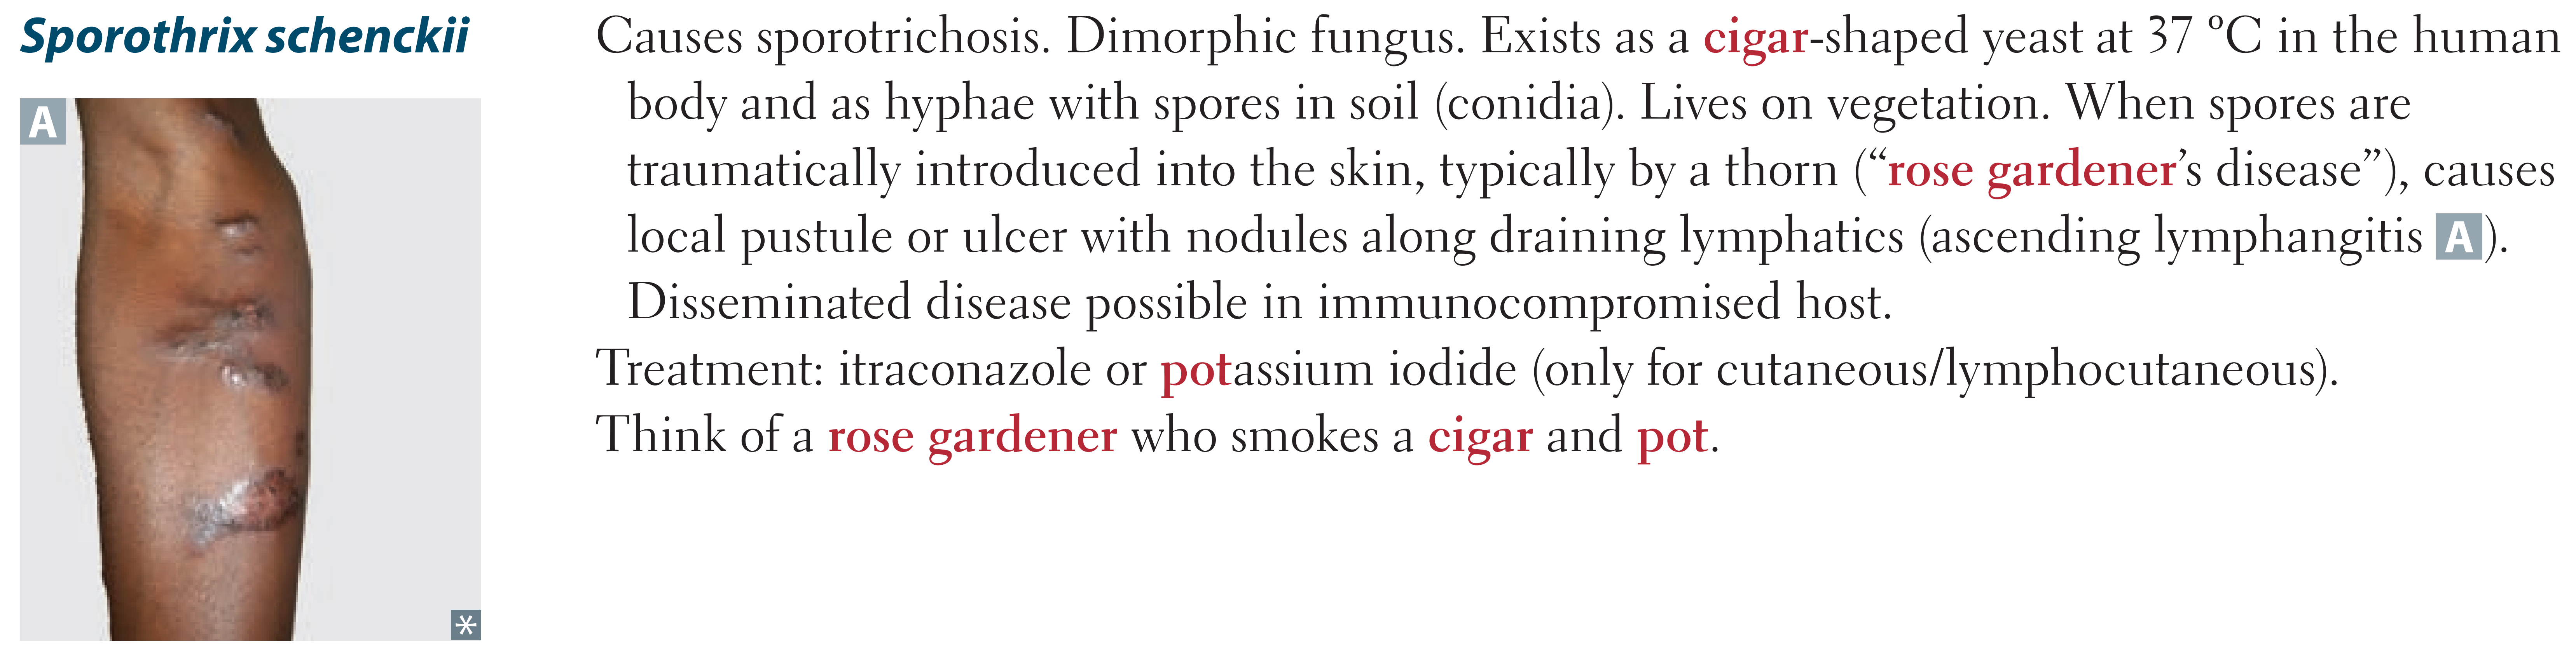 Sporothrix schenckii
A
*
Causes sporotrichosis. Dimorphic fungus. Exists as a cigar-shaped yeast at 37 ºC in the human
body and as hyphae with spores in soil (conidia). Lives on vegetation. When spores are
traumatically introduced into the skin, typically by a thorn (“rose gardener’s disease”), causes
local pustule or ulcer with nodules along draining lymphatics (ascending lymphangitis A).
Disseminated disease possible in immunocompromised host.
Treatment: itraconazole or potassium iodide (only for cutaneous/lymphocutaneous).
Think of a rose gardener who smokes a cigar and pot.